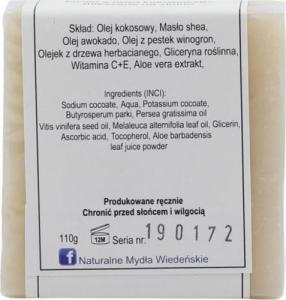 Skład: Olej kokosowy, Masło shea,
Olej awokado, Olej z pestek winogron,
Olejek z drzewa herbacianego, Gliceryna roślinna,
Witamina C+E, Aloe vera extrakt,
Ingredients (INCI):
Sodium cocoate, Aqua, Potassium cocoate,
Butyrosperum parki, Persea gratissima oil
Vitis vinifera seed oil, Melaleuca alternifolia leaf oil, Glicerin,
Ascorbic acid, Tocopherol, Aloe barbadensis
leaf juice powder
Produkowane ręcznie
Chronić przed słońcem i wilgocią
110g 12M Seria nr: 190172
f Naturalne Mydła Wiedeńskie